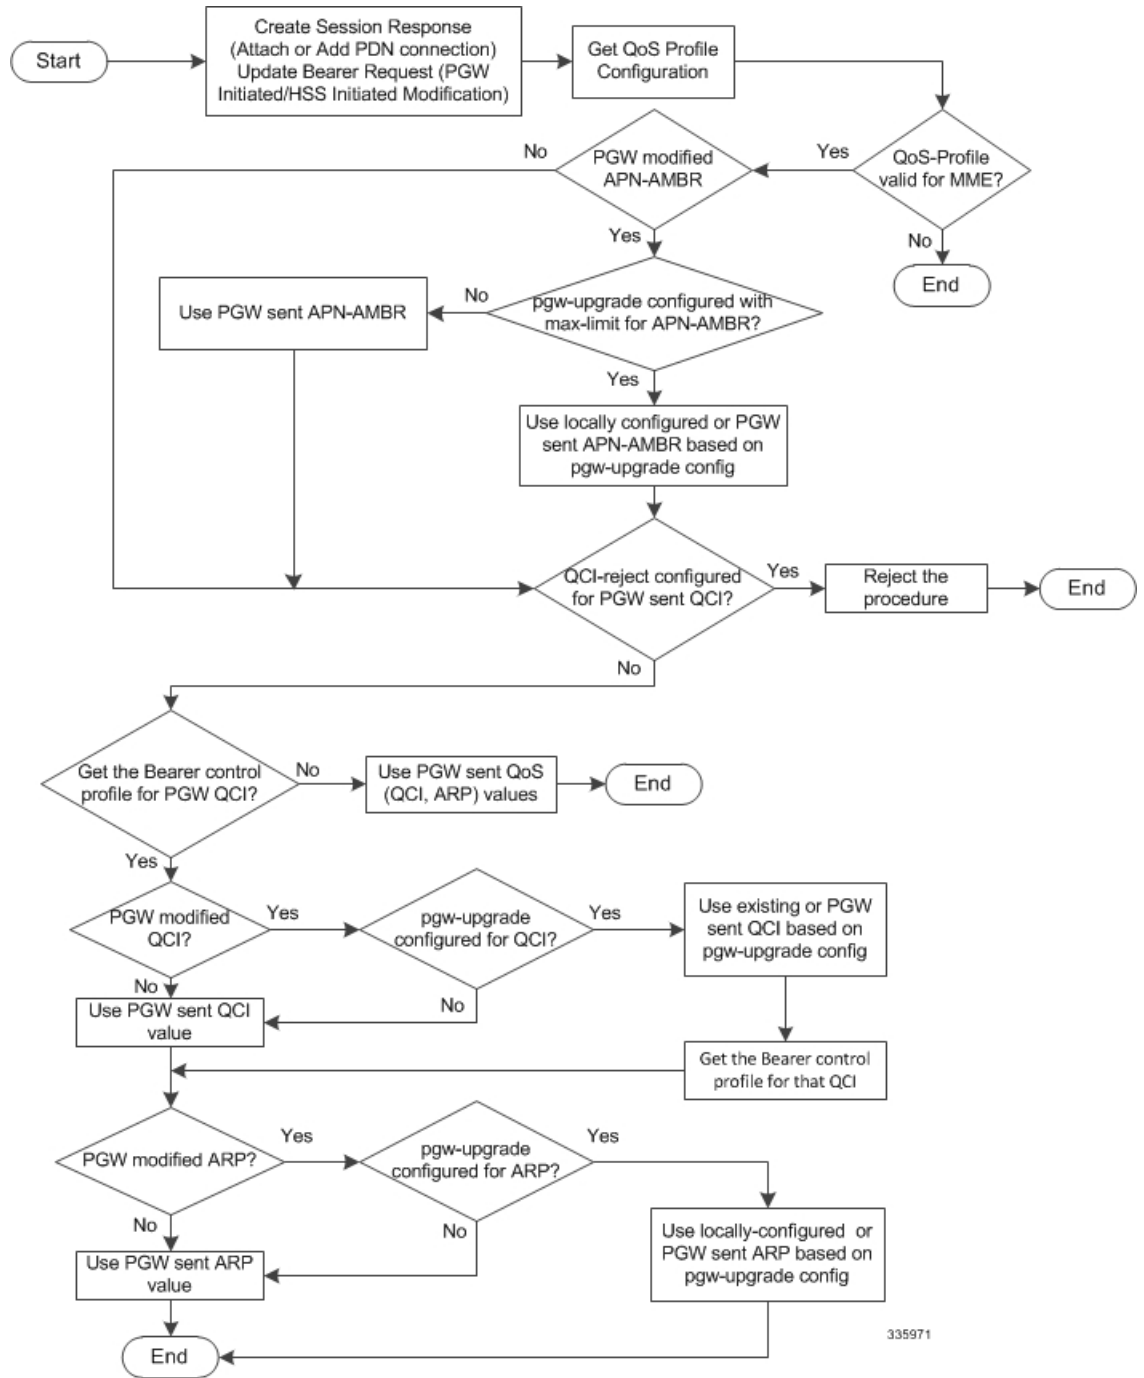 Start
Create Session Response
(Attach or Add PDN connection)
Update Bearer Request (PGW
Initiated/HSS Initiated Modification)
Get QoS Profile
Configuration
QoS-Profile
valid for MME?
Yes
No
End
PGW modified
APN-AMBR
No
Yes
pgw-upgrade configured with
max-limit for APN-AMBR?
No
Use PGW sent APN-AMBR
Yes
Use locally configured or PGW
sent APN-AMBR based on
pgw-upgrade config
QCI-reject configured
for PGW sent QCI?
Yes
Reject the
procedure
End
No
Get the Bearer control
profile for PGW QCI?
No
Use PGW sent QoS
(QCI, ARP) values
End
Yes
PGW modified
QCI?
Yes
pgw-upgrade
configured for QCI?
Yes
Use existing or PGW
sent QCI based on
pgw-upgrade config
No
No
Use PGW sent QCI
value
Get the Bearer control
profile for that QCI
PGW modified ARP?
Yes
pgw-upgrade
configured for ARP?
Yes
No
No
Use locally-configured or
PGW sent ARP based on
pgw-upgrade config
Use PGW sent ARP
value
End
335971